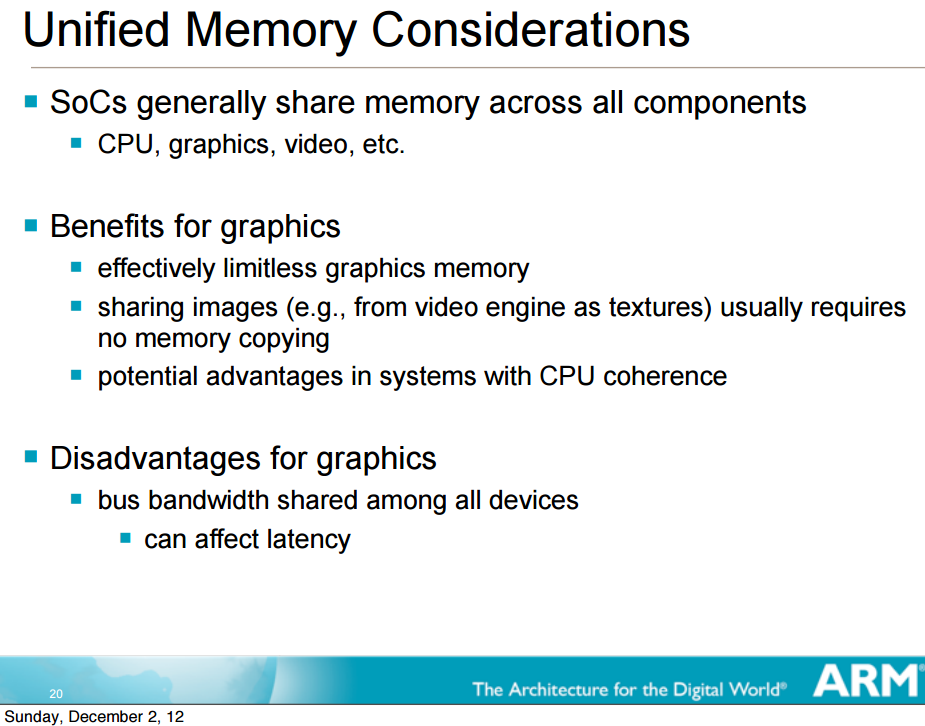 Unified Memory Considerations
SoCs generally share memory across all components
CPU, graphics, video, etc.
Benefits for graphics
effectively limitless graphics memory
sharing images (e.g., from video engine as textures) usually requires
no memory copying
potential advantages in systems with CPU coherence
Disadvantages for graphics
bus bandwidth shared among all devices
can affect latency
20
The Architecture for the Digital World®
ARM
Sunday, December 2, 12